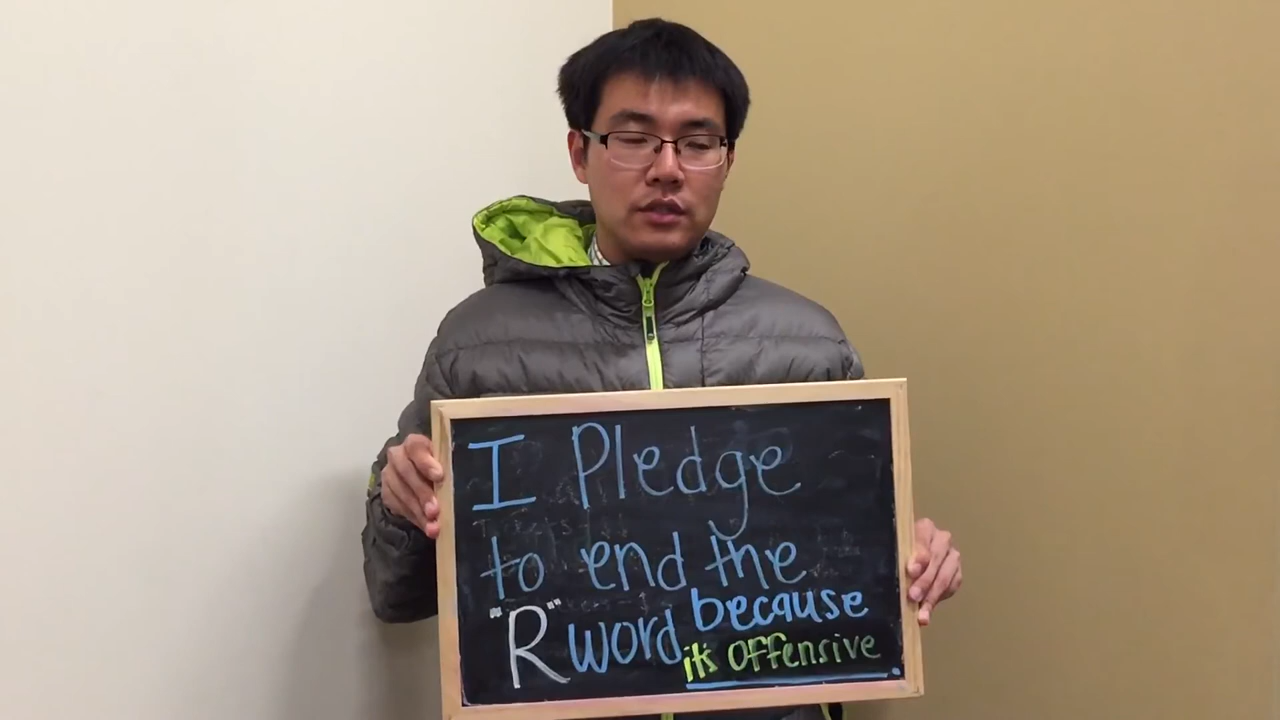 I Pledge
to end the
"R" word because
it's offensive.